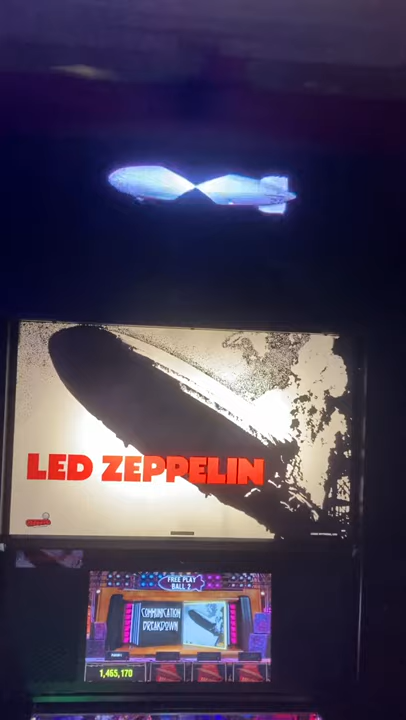 LED ZEPPELIN
FREE PLAY
BALL 2
COMMUNICATION
BREAKDOWN
1,465,170